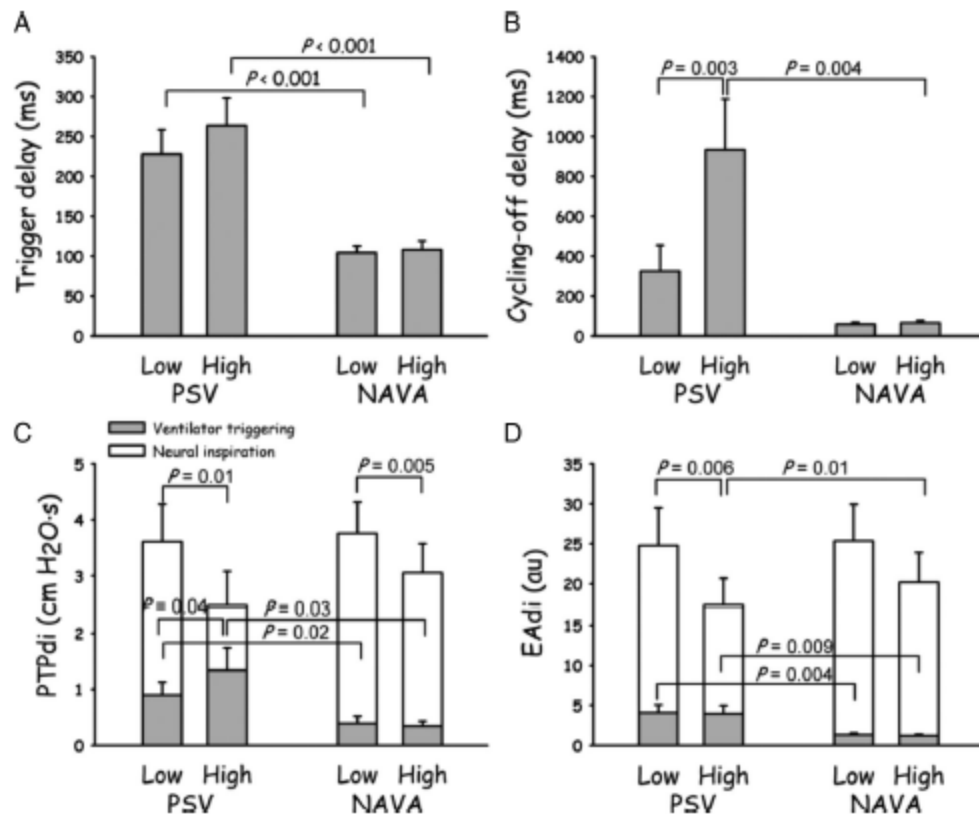 A
P < 0.001
P < 0.001
Trigger delay (ms)
350
300
250
200
150
100
50
0
Low High Low High
PSV NAVA
B
P = 0.003 P = 0.004
Cycling-off delay (ms)
1400
1200
1000
800
600
400
200
0
Low High Low High
PSV NAVA
C
Ventilator triggering
Neural inspiration
P = 0.01 P = 0.005
P = 0.04 P = 0.03
P = 0.02
PTPdi (cm H2O·s)
5
4
3
2
1
0
Low High Low High
PSV NAVA
D
P = 0.006 P = 0.01
P = 0.009
P = 0.004
EAdi (au)
35
30
25
20
15
10
5
0
Low High Low High
PSV NAVA